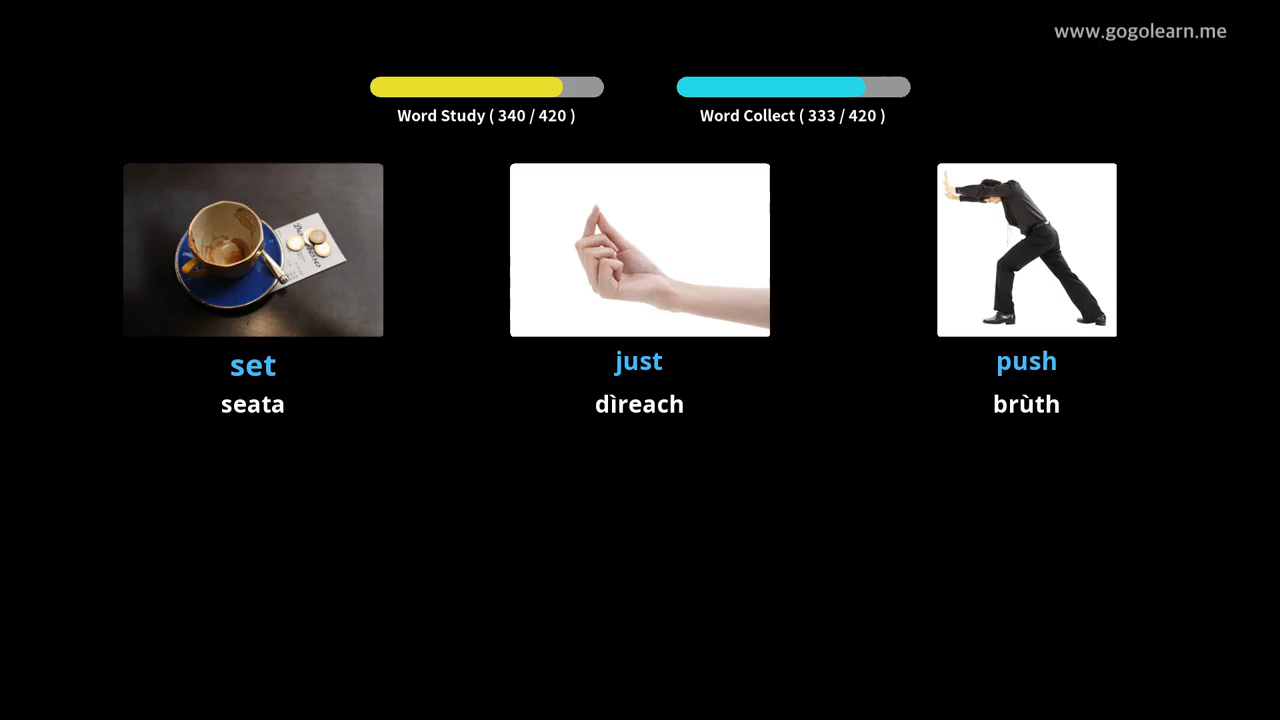 www.gogolearn.me
Word Study ( 340 / 420 )
Word Collect ( 333 / 420 )
set
just
push
seata
dìreach
brùth